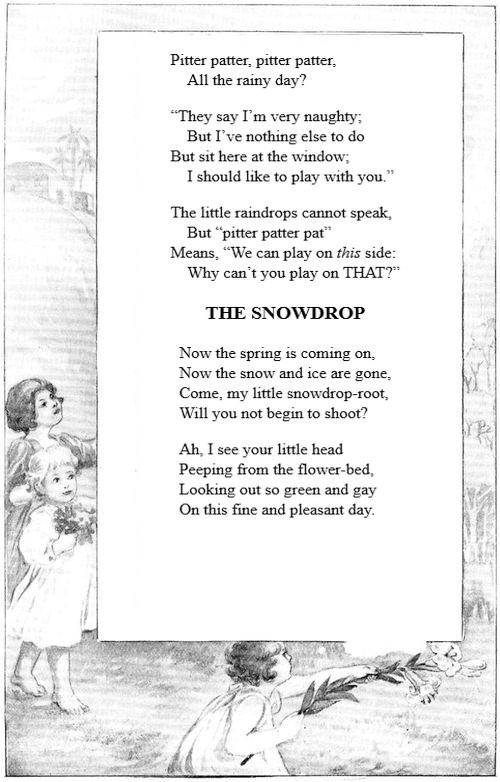 Pitter patter, pitter patter,
All the rainy day?
“They say I’m very naughty;
But I’ve nothing else to do
But sit here at the window;
I should like to play with you.”
The little raindrops cannot speak,
But “pitter patter pat”
Means, “We can play on this side:
Why can’t you play on THAT?”
THE SNOWDROP
Now the spring is coming on,
Now the snow and ice are gone,
Come, my little snowdrop-root,
Will you not begin to shoot?
Ah, I see your little head
Peeping from the flower-bed,
Looking out so green and gay
On this fine and pleasant day.